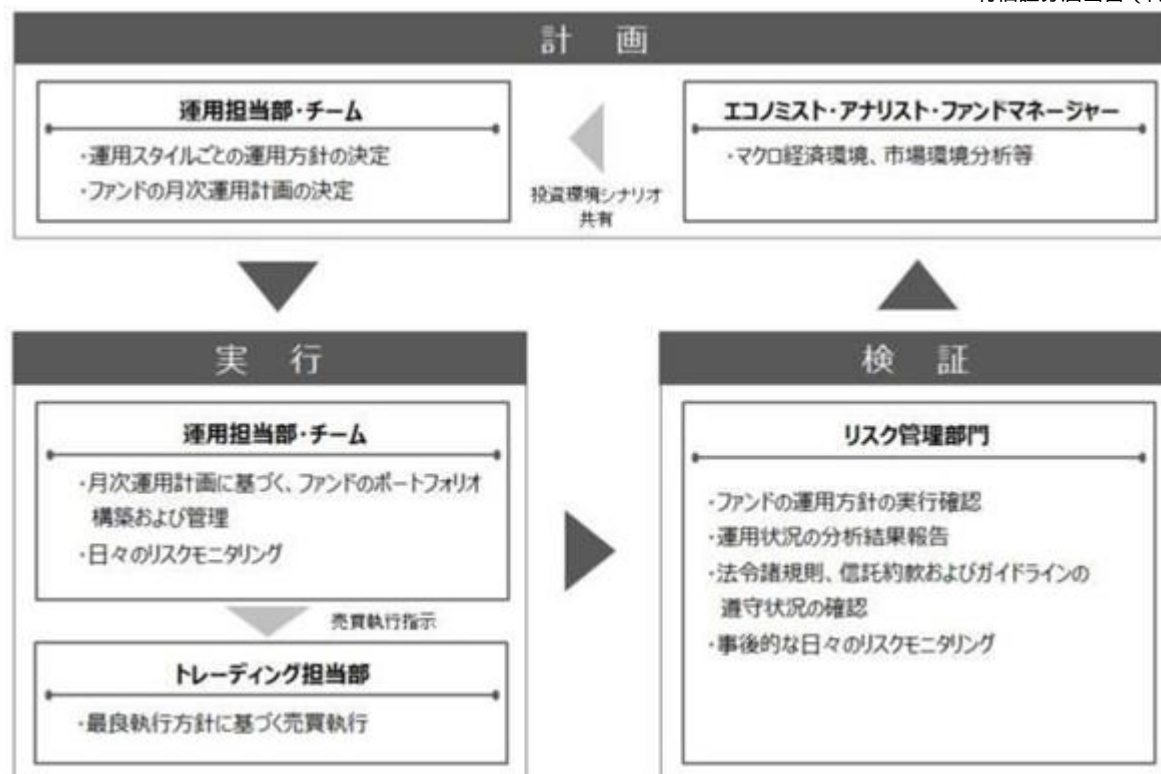 計 画
運用担当部・チーム
・運用スタイルごとの運用方針の決定
・ファンドの月次運用計画の決定
投資環境シナリオ
共有
エコノミスト・アナリスト・ファンドマネージャー
・マクロ経済環境、市場環境分析等
実 行
運用担当部・チーム
・月次運用計画に基づく、ファンドのポートフォリオ
構築および管理
・日々のリスクモニタリング
売買執行指示
トレーディング担当部
・最良執行方針に基づく売買執行
検 証
リスク管理部門
・ファンドの運用方針の実行確認
・運用状況の分析結果報告
・法令諸規則、信託約款およびガイドラインの
遵守状況の確認
・事後的な日々のリスクモニタリング